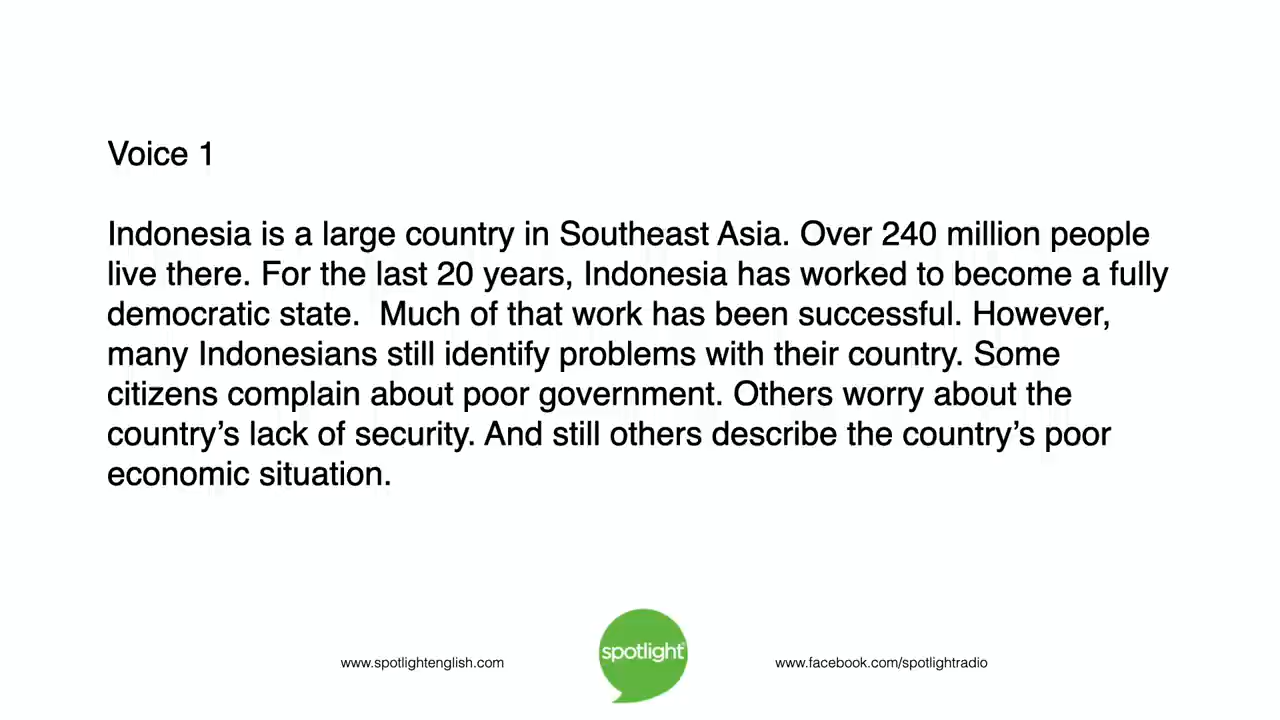 Voice 1
Indonesia is a large country in Southeast Asia. Over 240 million people
live there. For the last 20 years, Indonesia has worked to become a fully
democratic state.  Much of that work has been successful. However,
many Indonesians still identify problems with their country. Some
citizens complain about poor government. Others worry about the
country’s lack of security. And still others describe the country’s poor
economic situation.
www.spotlightenglish.com
spotlight
www.facebook.com/spotlightradio